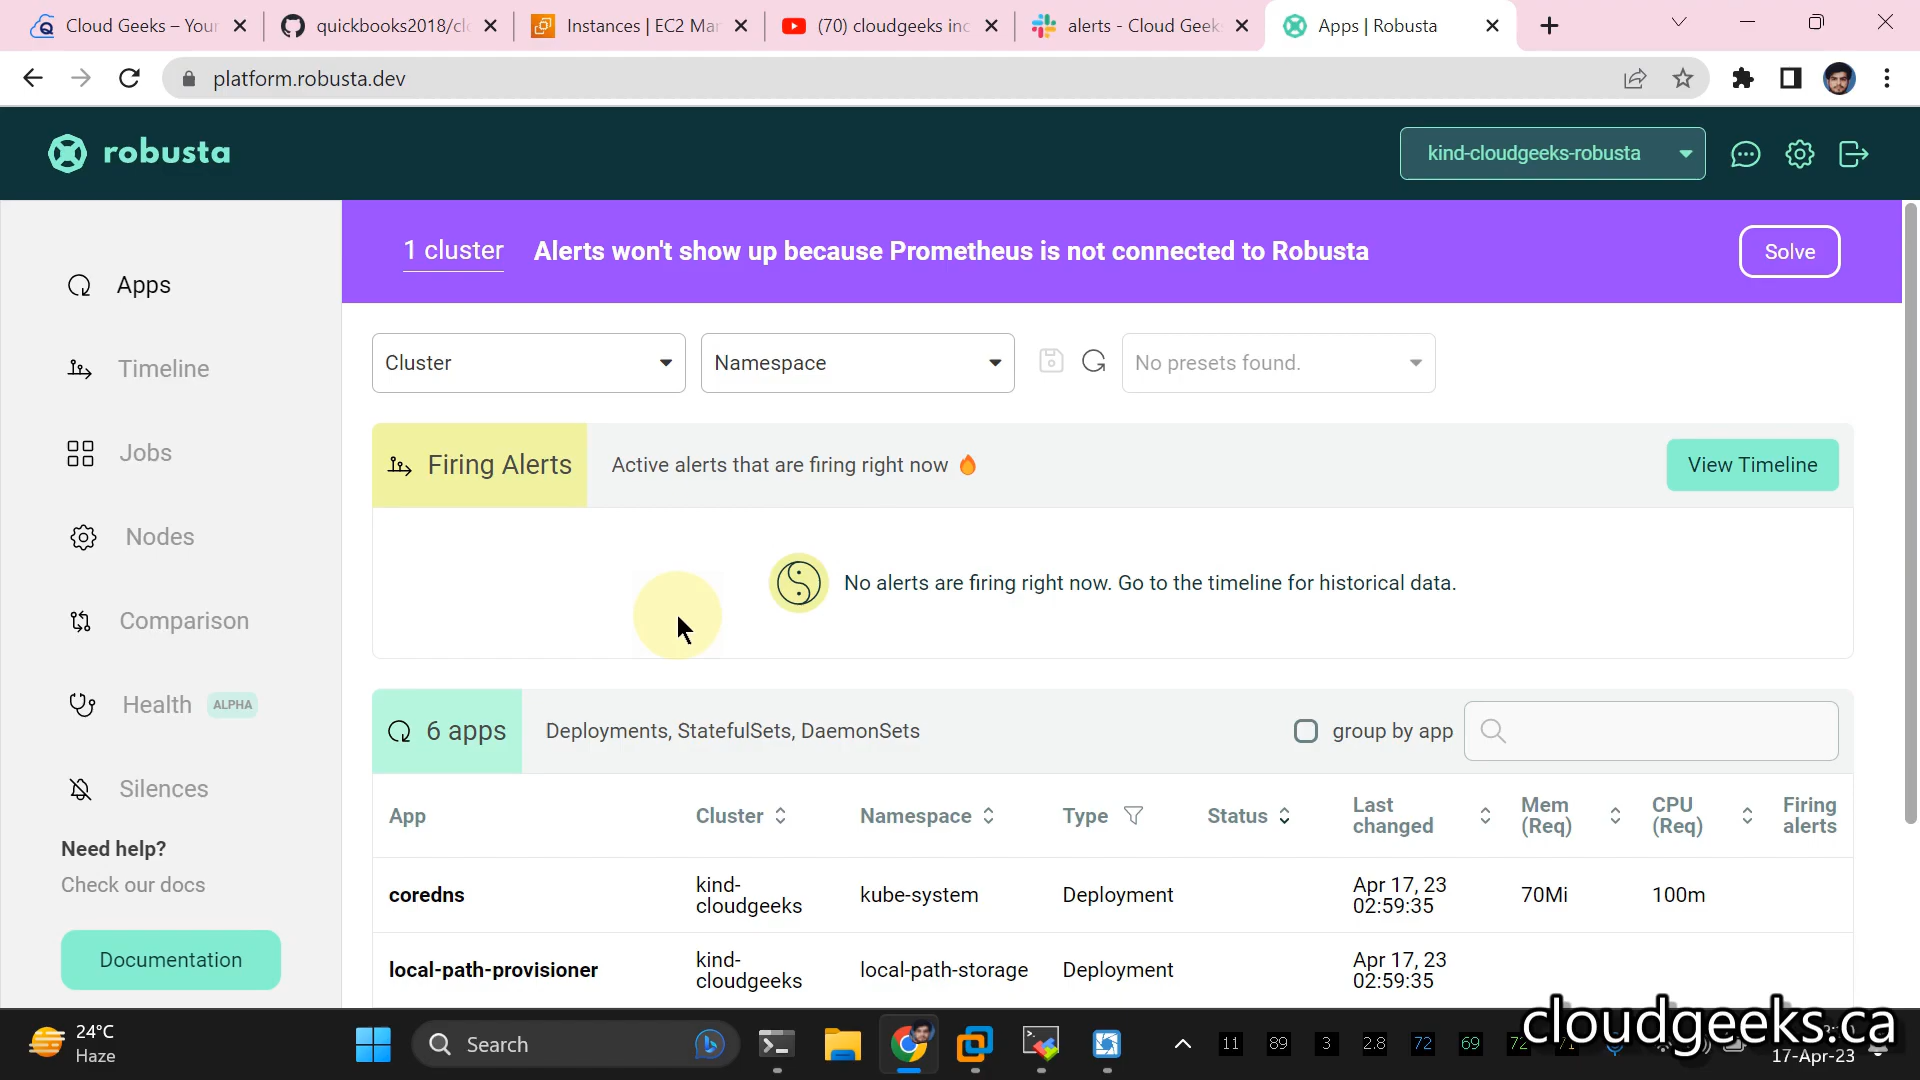 Cloud Geeks – Your
quickbooks2018/clo
Instances | EC2 Man
(70) cloudgeeks inc
alerts - Cloud Geeks
Apps | Robusta
platform.robusta.dev
robusta
kind-cloudgeeks-robusta
1 cluster Alerts won't show up because Prometheus is not connected to Robusta
Solve
Apps
Timeline
Jobs
Nodes
Comparison
Health ALPHA
Silences
Need help?
Check our docs
Documentation
Cluster
Namespace
No presets found.
Firing Alerts
Active alerts that are firing right now
View Timeline
No alerts are firing right now. Go to the timeline for historical data.
6 apps
Deployments, StatefulSets, DaemonSets
group by app
App
Cluster
Namespace
Type
Status
Last
changed
Mem
(Req)
CPU
(Req)
Firing
alerts
coredns
kind-
cloudgeeks
kube-system
Deployment
Apr 17, 23
02:59:35
70Mi
100m
local-path-provisioner
kind-
cloudgeeks
local-path-storage
Deployment
Apr 17, 23
02:59:35
24°C
Haze
Search
11
89
3
2.8
72
69
72
cloudgeeks.ca
17-Apr-23